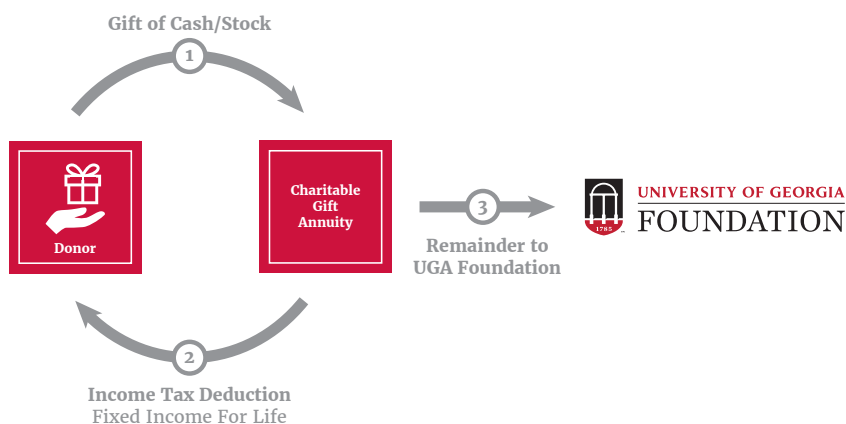 Gift of Cash/Stock
1
Donor
Charitable
Gift
Annuity
3
Remainder to
UGA Foundation
UNIVERSITY OF GEORGIA
FOUNDATION
1785
2
Income Tax Deduction
Fixed Income For Life